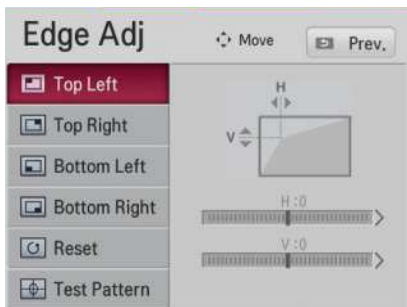 Edge Adj
Move
Prev.
Top Left
Top Right
Bottom Left
Bottom Right
Reset
Test Pattern
H
V
H :0
V :0